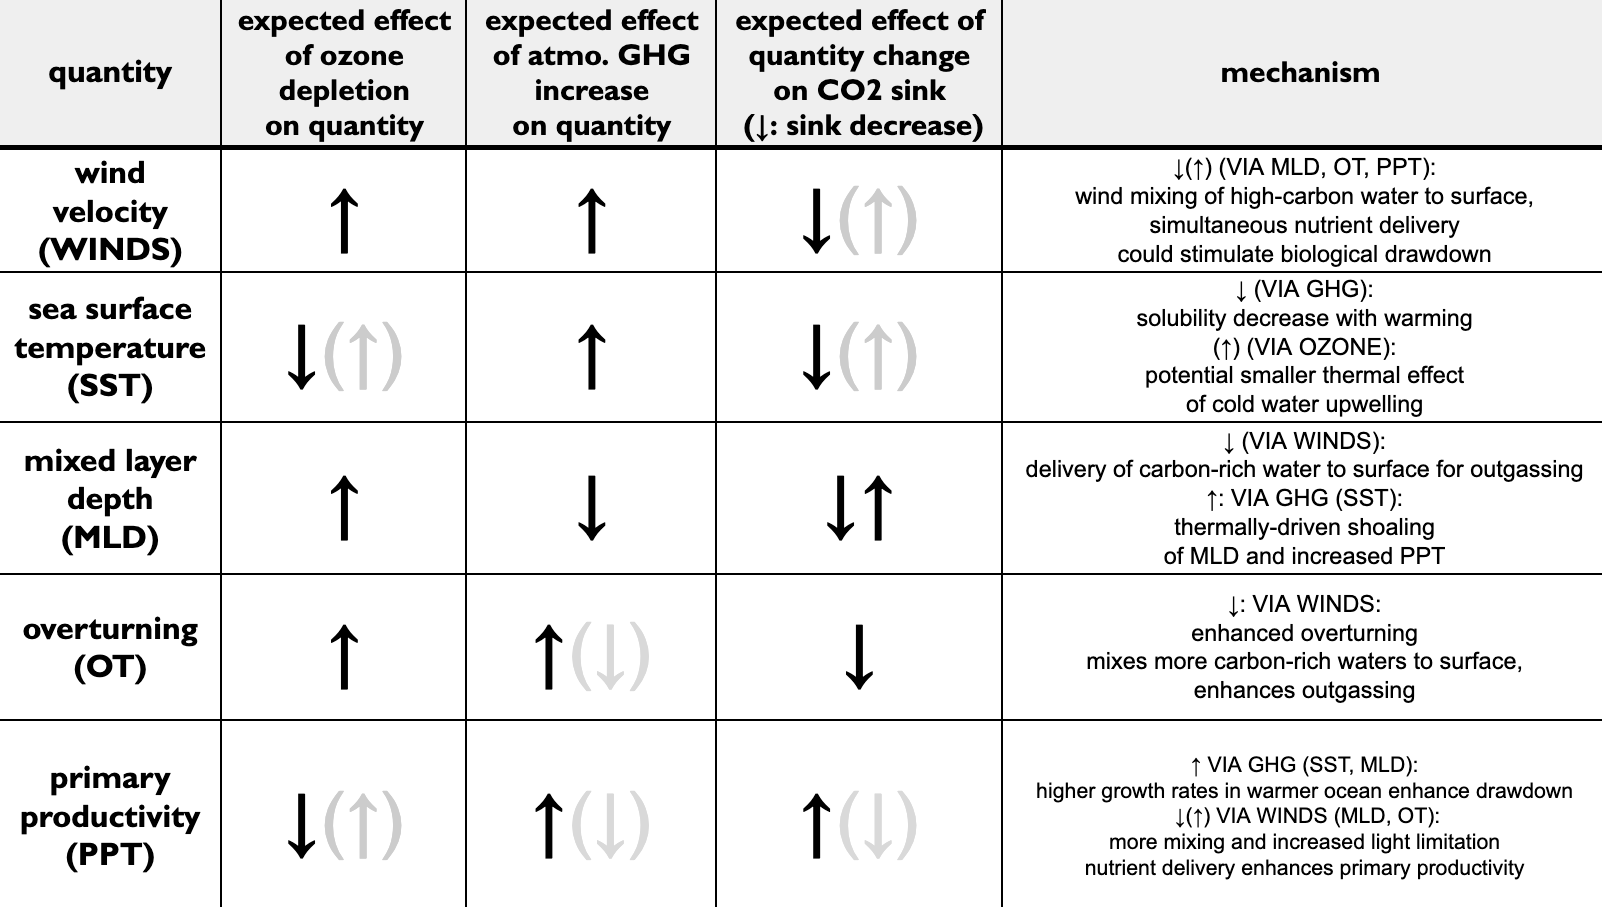 quantity
expected effect
of ozone
depletion
on quantity
expected effect
of atmo. GHG
increase
on quantity
expected effect of
quantity change
on CO2 sink
(↓: sink decrease)
mechanism
wind
velocity
(WINDS)
↑
↑
↓(↑)
↓(↑) (VIA MLD, OT, PPT):
wind mixing of high-carbon water to surface,
simultaneous nutrient delivery
could stimulate biological drawdown
sea surface
temperature
(SST)
↓(↑)
↑
↓(↑)
↓ (VIA GHG):
solubility decrease with warming
(↑) (VIA OZONE):
potential smaller thermal effect
of cold water upwelling
mixed layer
depth
(MLD)
↑
↓
↓↑
↓ (VIA WINDS):
delivery of carbon-rich water to surface for outgassing
↑: VIA GHG (SST):
thermally-driven shoaling
of MLD and increased PPT
overturning
(OT)
↑
↑(↓)
↓
↓: VIA WINDS:
enhanced overturning
mixes more carbon-rich waters to surface,
enhances outgassing
primary
productivity
(PPT)
↓(↑)
↑(↓)
↑(↓)
↑ VIA GHG (SST, MLD):
higher growth rates in warmer ocean enhance drawdown
↓(↑) VIA WINDS (MLD, OT):
more mixing and increased light limitation
nutrient delivery enhances primary productivity